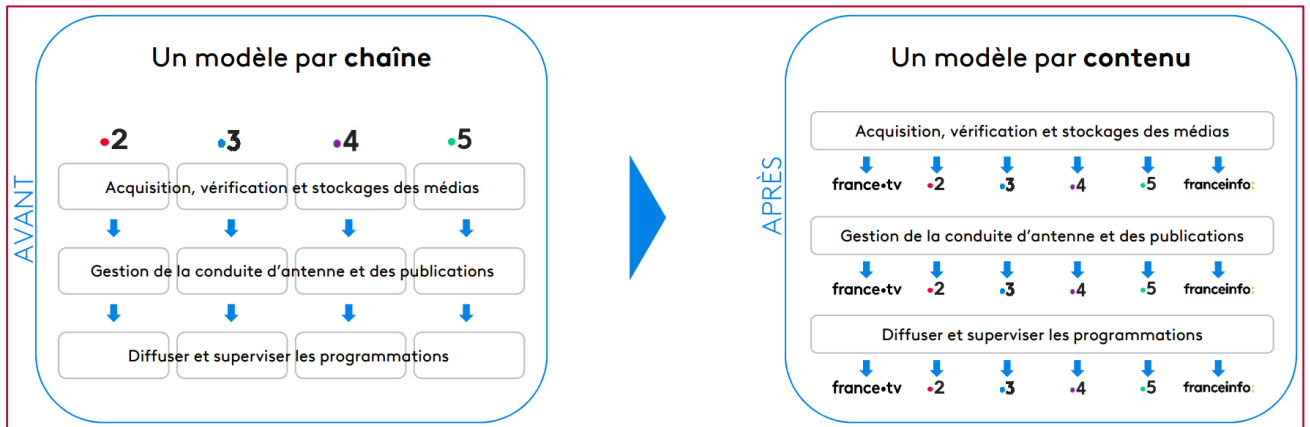 AVANT
Un modèle par chaîne
•2 •3 •4 •5
Acquisition, vérification et stockages des médias
Gestion de la conduite d’antenne et des publications
Diffuser et superviser les programmations
APRÈS
Un modèle par contenu
Acquisition, vérification et stockages des médias
france•tv •2 •3 •4 •5 franceinfo:
Gestion de la conduite d’antenne et des publications
france•tv •2 •3 •4 •5 franceinfo:
Diffuser et superviser les programmations
france•tv •2 •3 •4 •5 franceinfo: